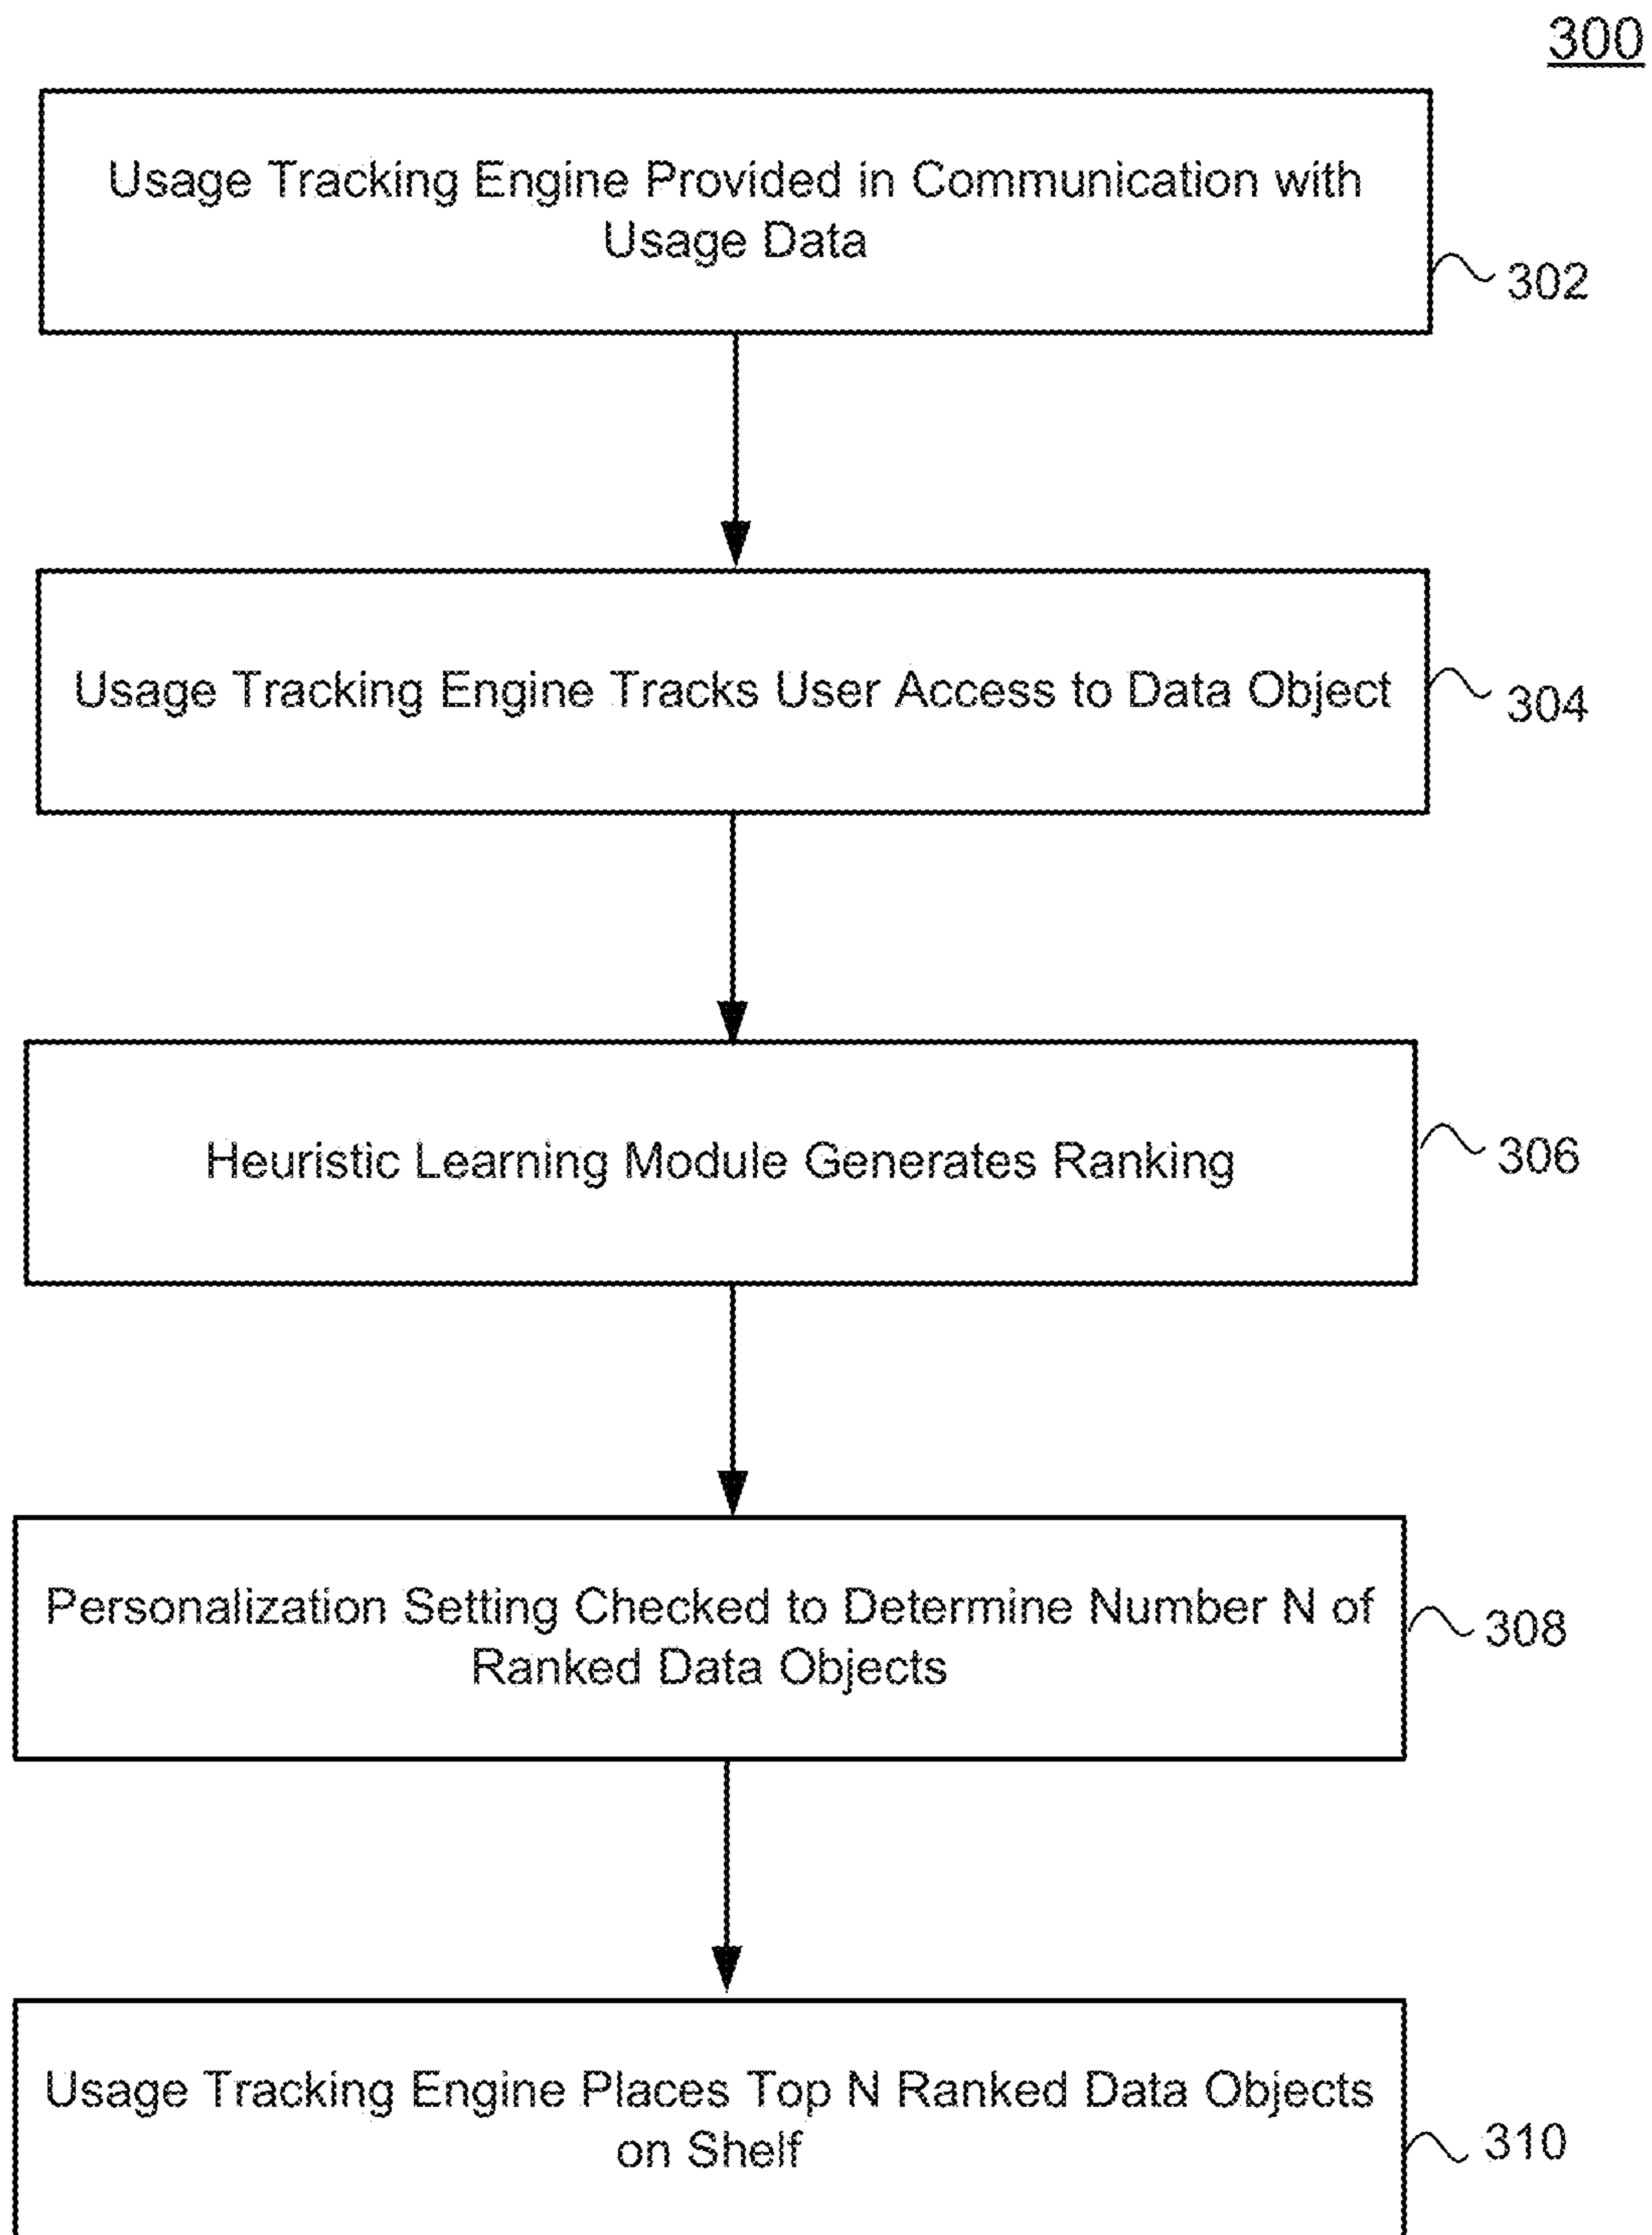 300
Usage Tracking Engine Provided in Communication with
Usage Data
302
Usage Tracking Engine Tracks User Access to Data Object
304
Heuristic Learning Module Generates Ranking
306
Personalization Setting Checked to Determine Number N of
Ranked Data Objects
308
Usage Tracking Engine Places Top N Ranked Data Objects
on Shelf
310